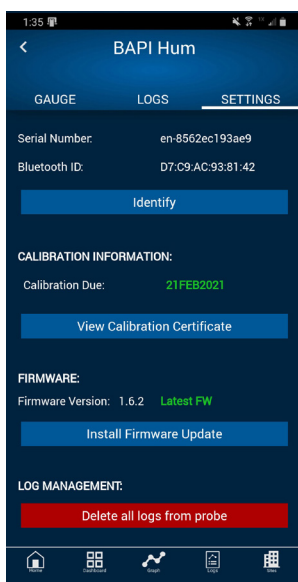 1:35
BAPI Hum
GAUGE LOGS SETTINGS
Serial Number: en-8562ec193ae9
Bluetooth ID: D7:C9:AC:93:81:42
Identify
CALIBRATION INFORMATION:
Calibration Due: 21FEB2021
View Calibration Certificate
FIRMWARE:
Firmware Version: 1.6.2 Latest FW
Install Firmware Update
LOG MANAGEMENT:
Delete all logs from probe
Home Dashboard Graph Logs Sites